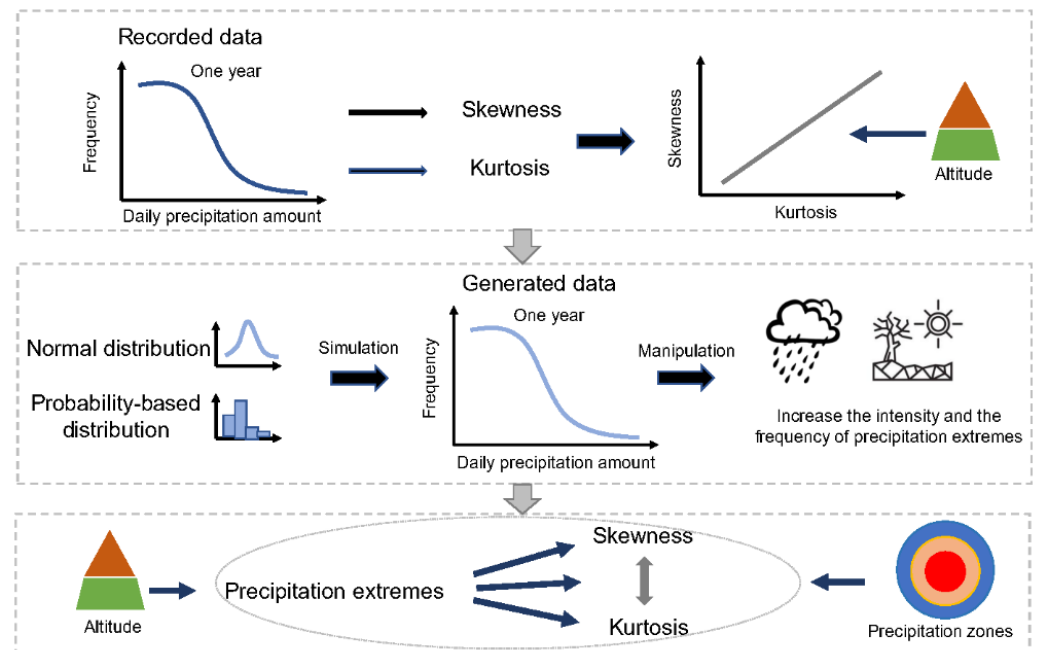 Recorded data
One year
Frequency
Daily precipitation amount
Skewness
Kurtosis
Skewness
Kurtosis
Altitude
Generated data
Normal distribution
Probability-based
distribution
Simulation
One year
Frequency
Daily precipitation amount
Manipulation
Increase the intensity and the
frequency of precipitation extremes
Altitude
Precipitation extremes
Skewness
Kurtosis
Precipitation zones